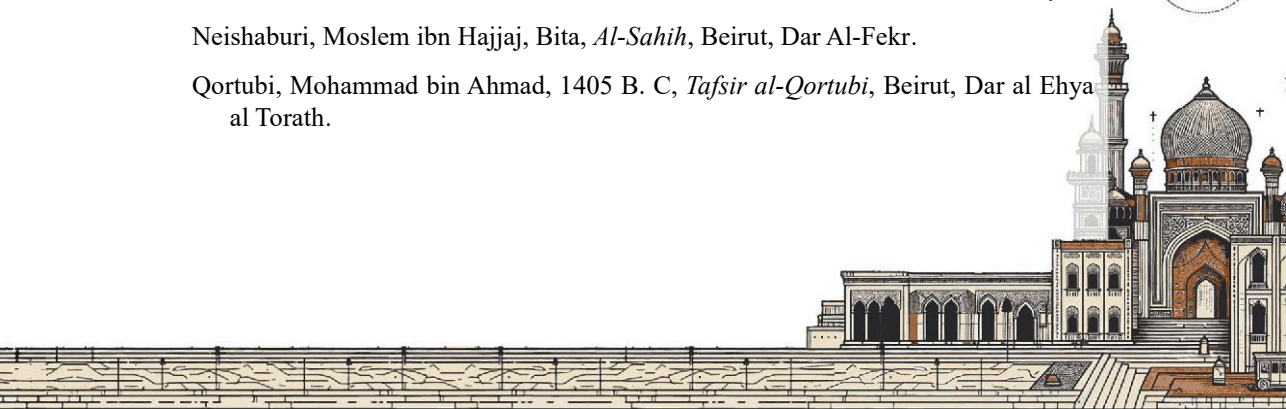 Neishaburi, Moslem ibn Hajjaj, Bita, Al-Sahih, Beirut, Dar Al-Fekr.
Qortubi, Mohammad bin Ahmad, 1405 B. C, Tafsir al-Qortubi, Beirut, Dar al Ehya
al Torath.